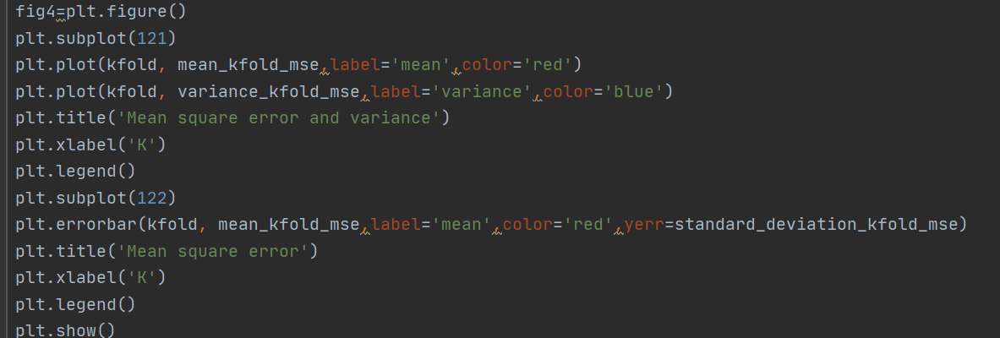 fig4=plt.figure()
plt.subplot(121)
plt.plot(kfold, mean_kfold_mse,label='mean',color='red')
plt.plot(kfold, variance_kfold_mse,label='variance',color='blue')
plt.title('Mean square error and variance')
plt.xlabel('K')
plt.legend()
plt.subplot(122)
plt.errorbar(kfold, mean_kfold_mse,label='mean',color='red',yerr=standard_deviation_kfold_mse)
plt.title('Mean square error')
plt.xlabel('K')
plt.legend()
plt.show()